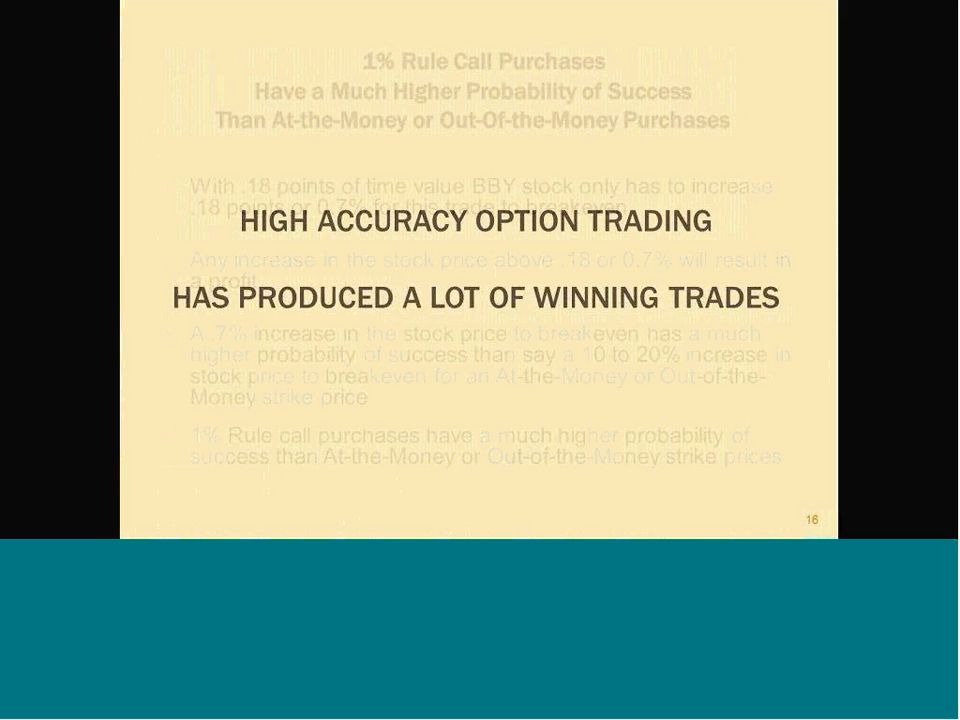 1% Rule Call Purchases
Have a Much Higher Probability of Success
Than At-the-Money or Out-Of-the-Money Purchases
With .18 points of time value BBY stock only has to increase
.18 points or 0.7% for this trade to breakeven
HIGH ACCURACY OPTION TRADING
Any increase in the stock price above .18 or 0.7% will result in
a profit
HAS PRODUCED A LOT OF WINNING TRADES
A .7% increase in the stock price to breakeven has a much
higher probability of success than say a 10 to 20% increase in
stock price to breakeven for an At-the-Money or Out-of-the-
Money strike price
1% Rule call purchases have a much higher probability of
success than At-the-Money or Out-of-the-Money strike prices
16